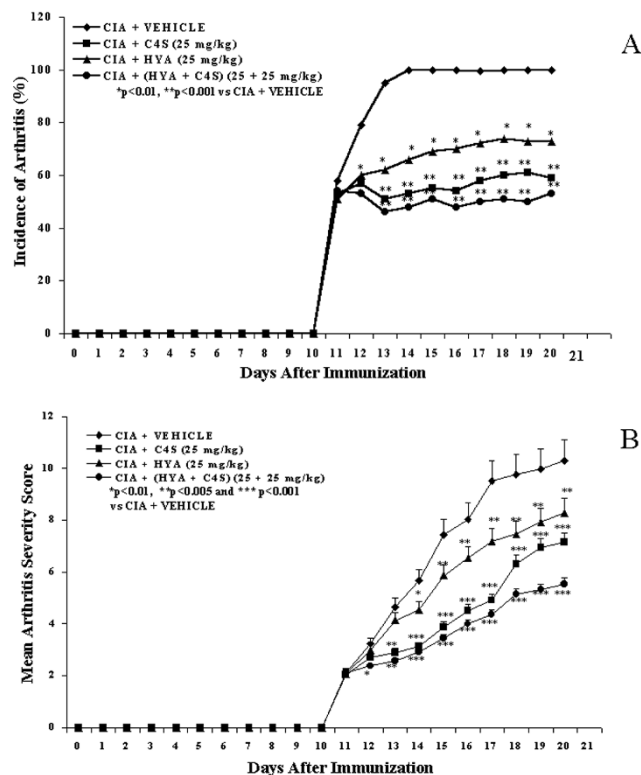 CIA + VEHICLE
CIA + C4S (25 mg/kg)
CIA + HYA (25 mg/kg)
CIA + (HYA + C4S) (25 + 25 mg/kg)
*p<0.01, **p<0.001 vs CIA + VEHICLE
A
Incidence of Arthritis (%)
120
100
80
60
40
20
0
* * * * * * * * *
** ** ** ** ** ** ** **
** ** ** ** ** ** ** **
0 1 2 3 4 5 6 7 8 9 10 11 12 13 14 15 16 17 18 19 20 21
Days After Immunization
B
CIA + VEHICLE
CIA + C4S (25 mg/kg)
CIA + HYA (25 mg/kg)
CIA + (HYA + C4S) (25 + 25 mg/kg)
*p<0.01, **p<0.005 and *** p<0.001
vs CIA + VEHICLE
Mean Arthritis Severity Score
12
10
8
6
4
2
0
* ** ** ** ** ** **
** *** *** *** *** *** *** ***
* ** *** *** *** *** *** *** ***
0 1 2 3 4 5 6 7 8 9 10 11 12 13 14 15 16 17 18 19 20 21
Days After Immunization